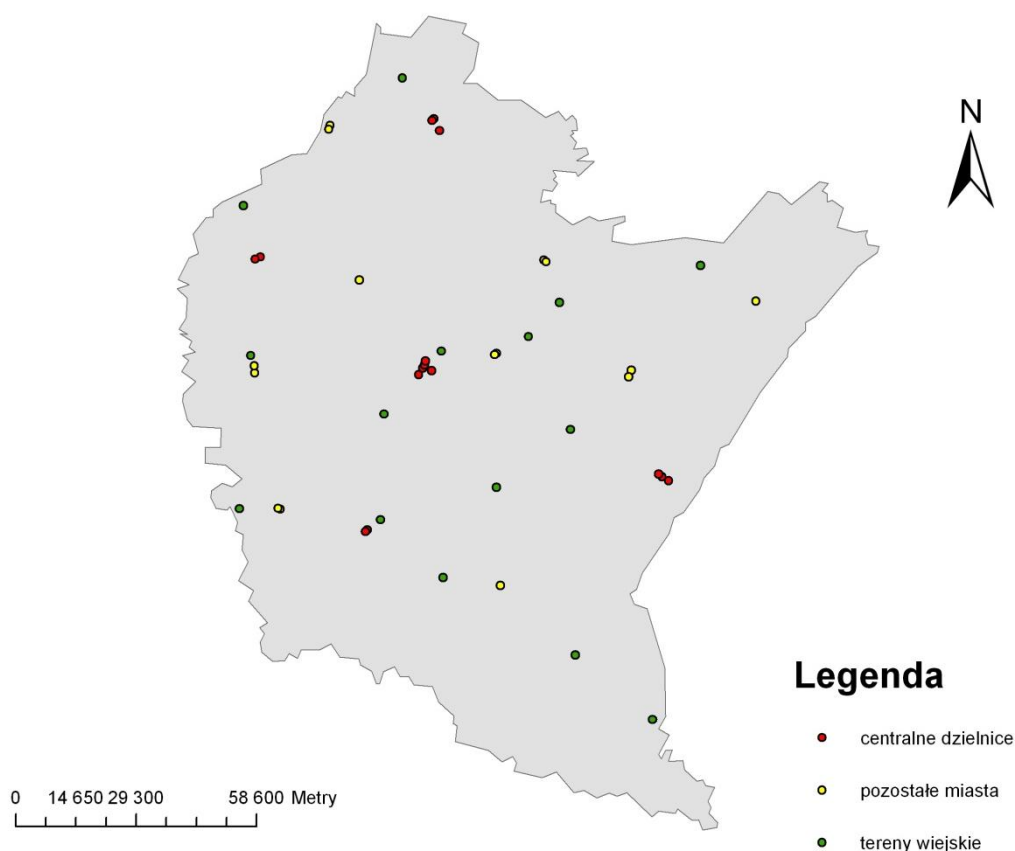 N
Legenda
centralne dzielnice
pozostałe miasta
tereny wiejskie
0 14 650 29 300 58 600 Metry